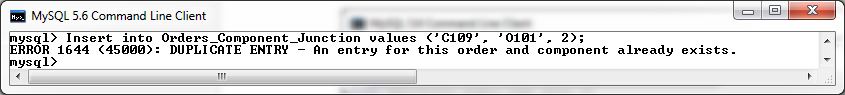 MySQL 5.6 Command Line Client
mysql> Insert into Orders_Component_Junction values ('C109', 'O101', 2);
ERROR 1644 (45000): DUPLICATE ENTRY - An entry for this order and component already exists.
mysql>